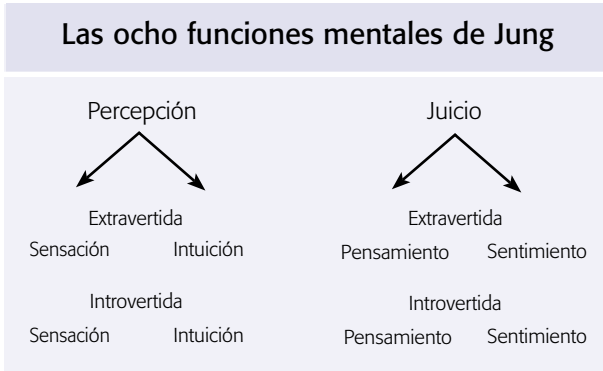 Las ocho funciones mentales de Jung
Percepción
Extravertida
Sensación Intuición
Introvertida
Sensación Intuición
Juicio
Extravertida
Pensamiento Sentimiento
Introvertida
Pensamiento Sentimiento